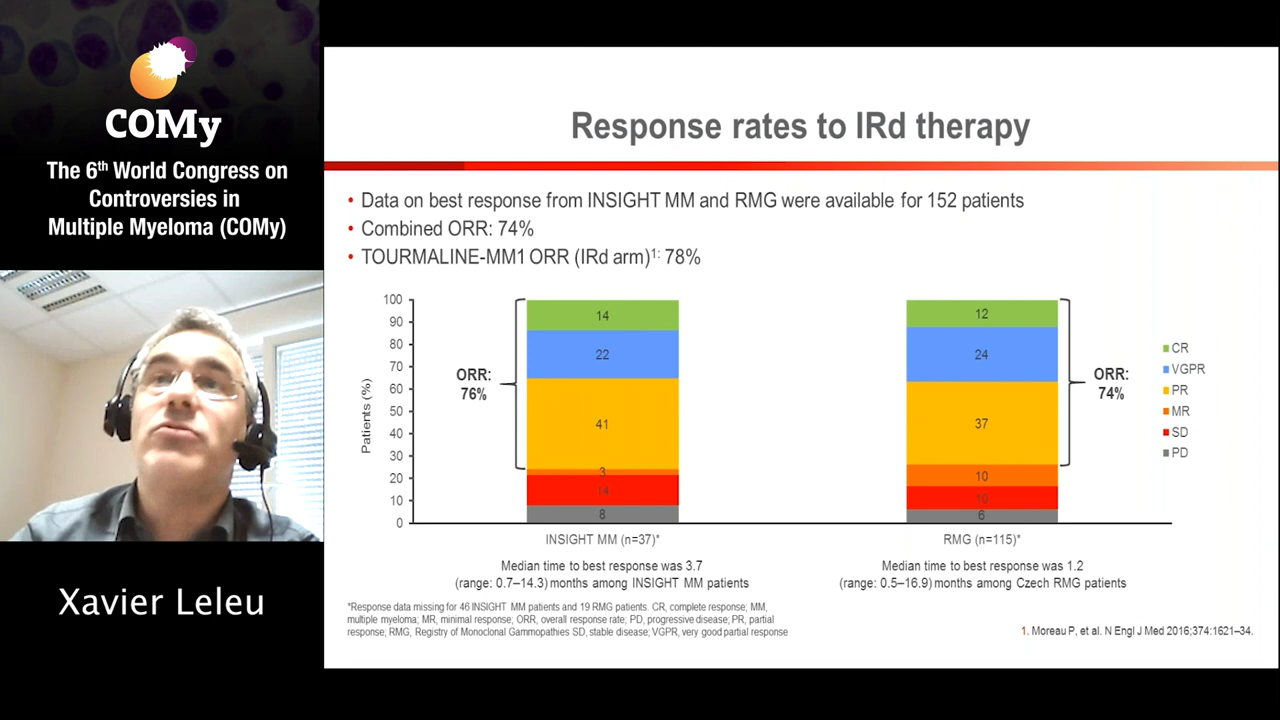 COMy
The 6th World Congress on
Controversies in
Multiple Myeloma (COMy)
Xavier Leleu
Response rates to IRd therapy
• Data on best response from INSIGHT MM and RMG were available for 152 patients
• Combined ORR: 74%
• TOURMALINE-MM1 ORR (IRd arm)1: 78%
Patients (%)
100
90
80
70
60
50
40
30
20
10
0
ORR:
76%
14
22
41
3
14
8
12
24
37
10
10
6
ORR:
74%
CR
VGPR
PR
MR
SD
PD
INSIGHT MM (n=37)*
RMG (n=115)*
Median time to best response was 3.7
(range: 0.7–14.3) months among INSIGHT MM patients
Median time to best response was 1.2
(range: 0.5–16.9) months among Czech RMG patients
*Response data missing for 46 INSIGHT MM patients and 19 RMG patients. CR, complete response; MM,
multiple myeloma; MR, minimal response; ORR, overall response rate; PD, progressive disease; PR, partial
response; RMG, Registry of Monoclonal Gammopathies SD, stable disease; VGPR, very good partial response
1. Moreau P, et al. N Engl J Med 2016;374:1621–34.